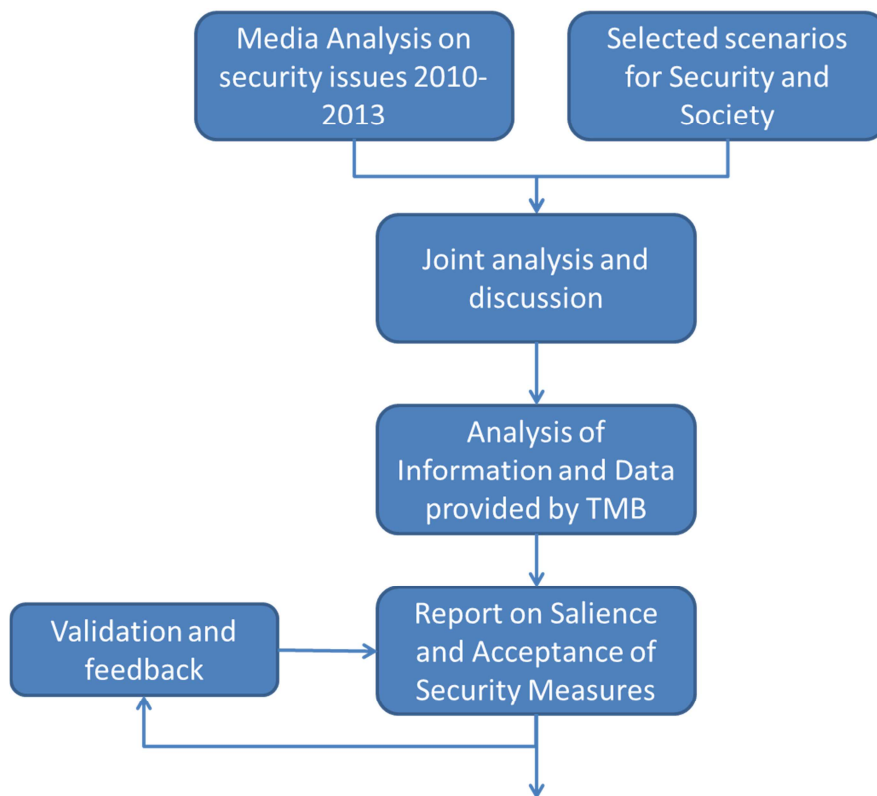 Media Analysis on
security issues 2010-
2013
Selected scenarios
for Security and
Society
Joint analysis and
discussion
Analysis of
Information and Data
provided by TMB
Validation and
feedback
Report on Salience
and Acceptance of
Security Measures